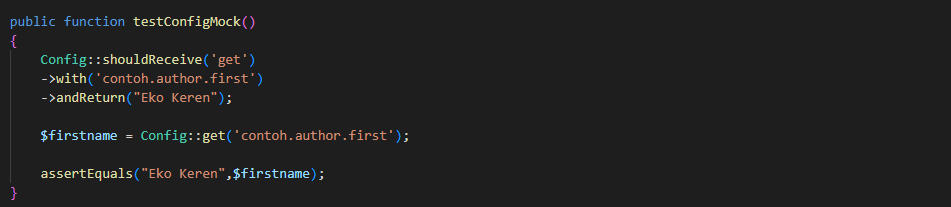 public function testConfigMock()
{
Config::shouldReceive('get')
->with('contoh.author.first')
->andReturn("Eko Keren");
$firstname = Config::get('contoh.author.first');
assertEquals("Eko Keren",$firstname);
}